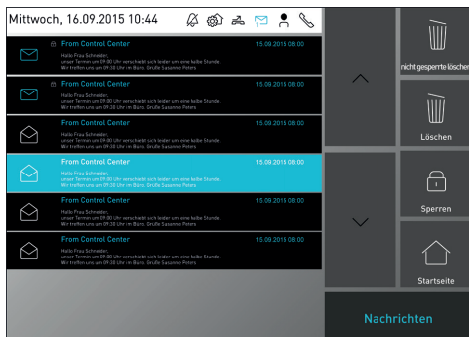 Mittwoch, 16.09.2015 10:44
From Control Center 15.09.2015 08:00
Hallo Frau Schneider,
unser Termin um 09.00 Uhr verschiebt sich leider um eine halbe Stunde.
Wir treffen uns um 09:30 Uhr im Büro. Grüße Susanne Peters
From Control Center 15.09.2015 08:00
Hallo Frau Schneider,
unser Termin um 09.00 Uhr verschiebt sich leider um eine halbe Stunde.
Wir treffen uns um 09:30 Uhr im Büro. Grüße Susanne Peters
From Control Center 15.09.2015 08:00
Hallo Frau Schneider,
unser Termin um 09.00 Uhr verschiebt sich leider um eine halbe Stunde.
Wir treffen uns um 09:30 Uhr im Büro. Grüße Susanne Peters
From Control Center 15.09.2015 08:00
Hallo Frau Schneider,
unser Termin um 09.00 Uhr verschiebt sich leider um eine halbe Stunde.
Wir treffen uns um 09:30 Uhr im Büro. Grüße Susanne Peters
From Control Center 15.09.2015 08:00
Hallo Frau Schneider,
unser Termin um 09.00 Uhr verschiebt sich leider um eine halbe Stunde.
Wir treffen uns um 09:30 Uhr im Büro. Grüße Susanne Peters
From Control Center 15.09.2015 08:00
Hallo Frau Schneider,
unser Termin um 09.00 Uhr verschiebt sich leider um eine halbe Stunde.
Wir treffen uns um 09:30 Uhr im Büro. Grüße Susanne Peters
nicht gesperrte löschen
Löschen
Sperren
Startseite
Nachrichten